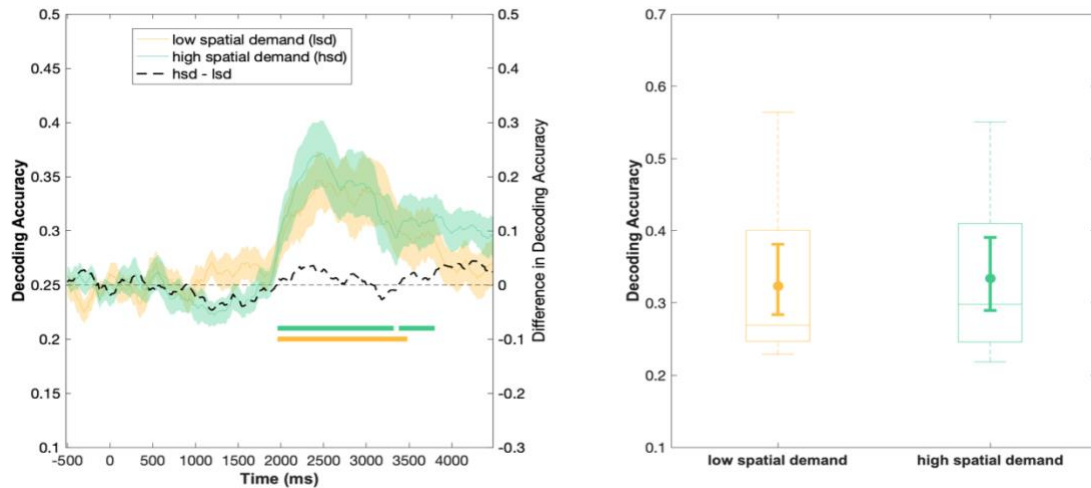 low spatial demand (lsd)
high spatial demand (hsd)
hsd - lsd
Decoding Accuracy
0.5
0.45
0.4
0.35
0.3
0.25
0.2
0.15
0.1
-500 0 500 1000 1500 2000 2500 3000 3500 4000
Time (ms)
0.5
0.4
0.3
0.2
0.1
0
-0.1
-0.2
-0.3
Difference in Decoding Accuracy
Decoding Accuracy
0.7
0.6
0.5
0.4
0.3
0.2
0.1
low spatial demand high spatial demand